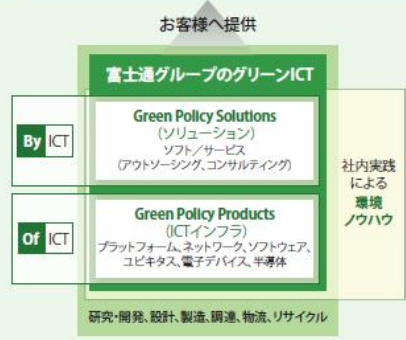 お客様へ提供
富士通グループのグリーンICT
By ICT
Green Policy Solutions
(ソリューション)
ソフト／サービス
(アウトソーシング、コンサルティング)
Of ICT
Green Policy Products
(ICTインフラ)
プラットフォーム、ネットワーク、ソフトウェア、
ユビキタス、電子デバイス、半導体
社内実践
による
環境
ノウハウ
研究・開発、設計、製造、調達、物流、リサイクル